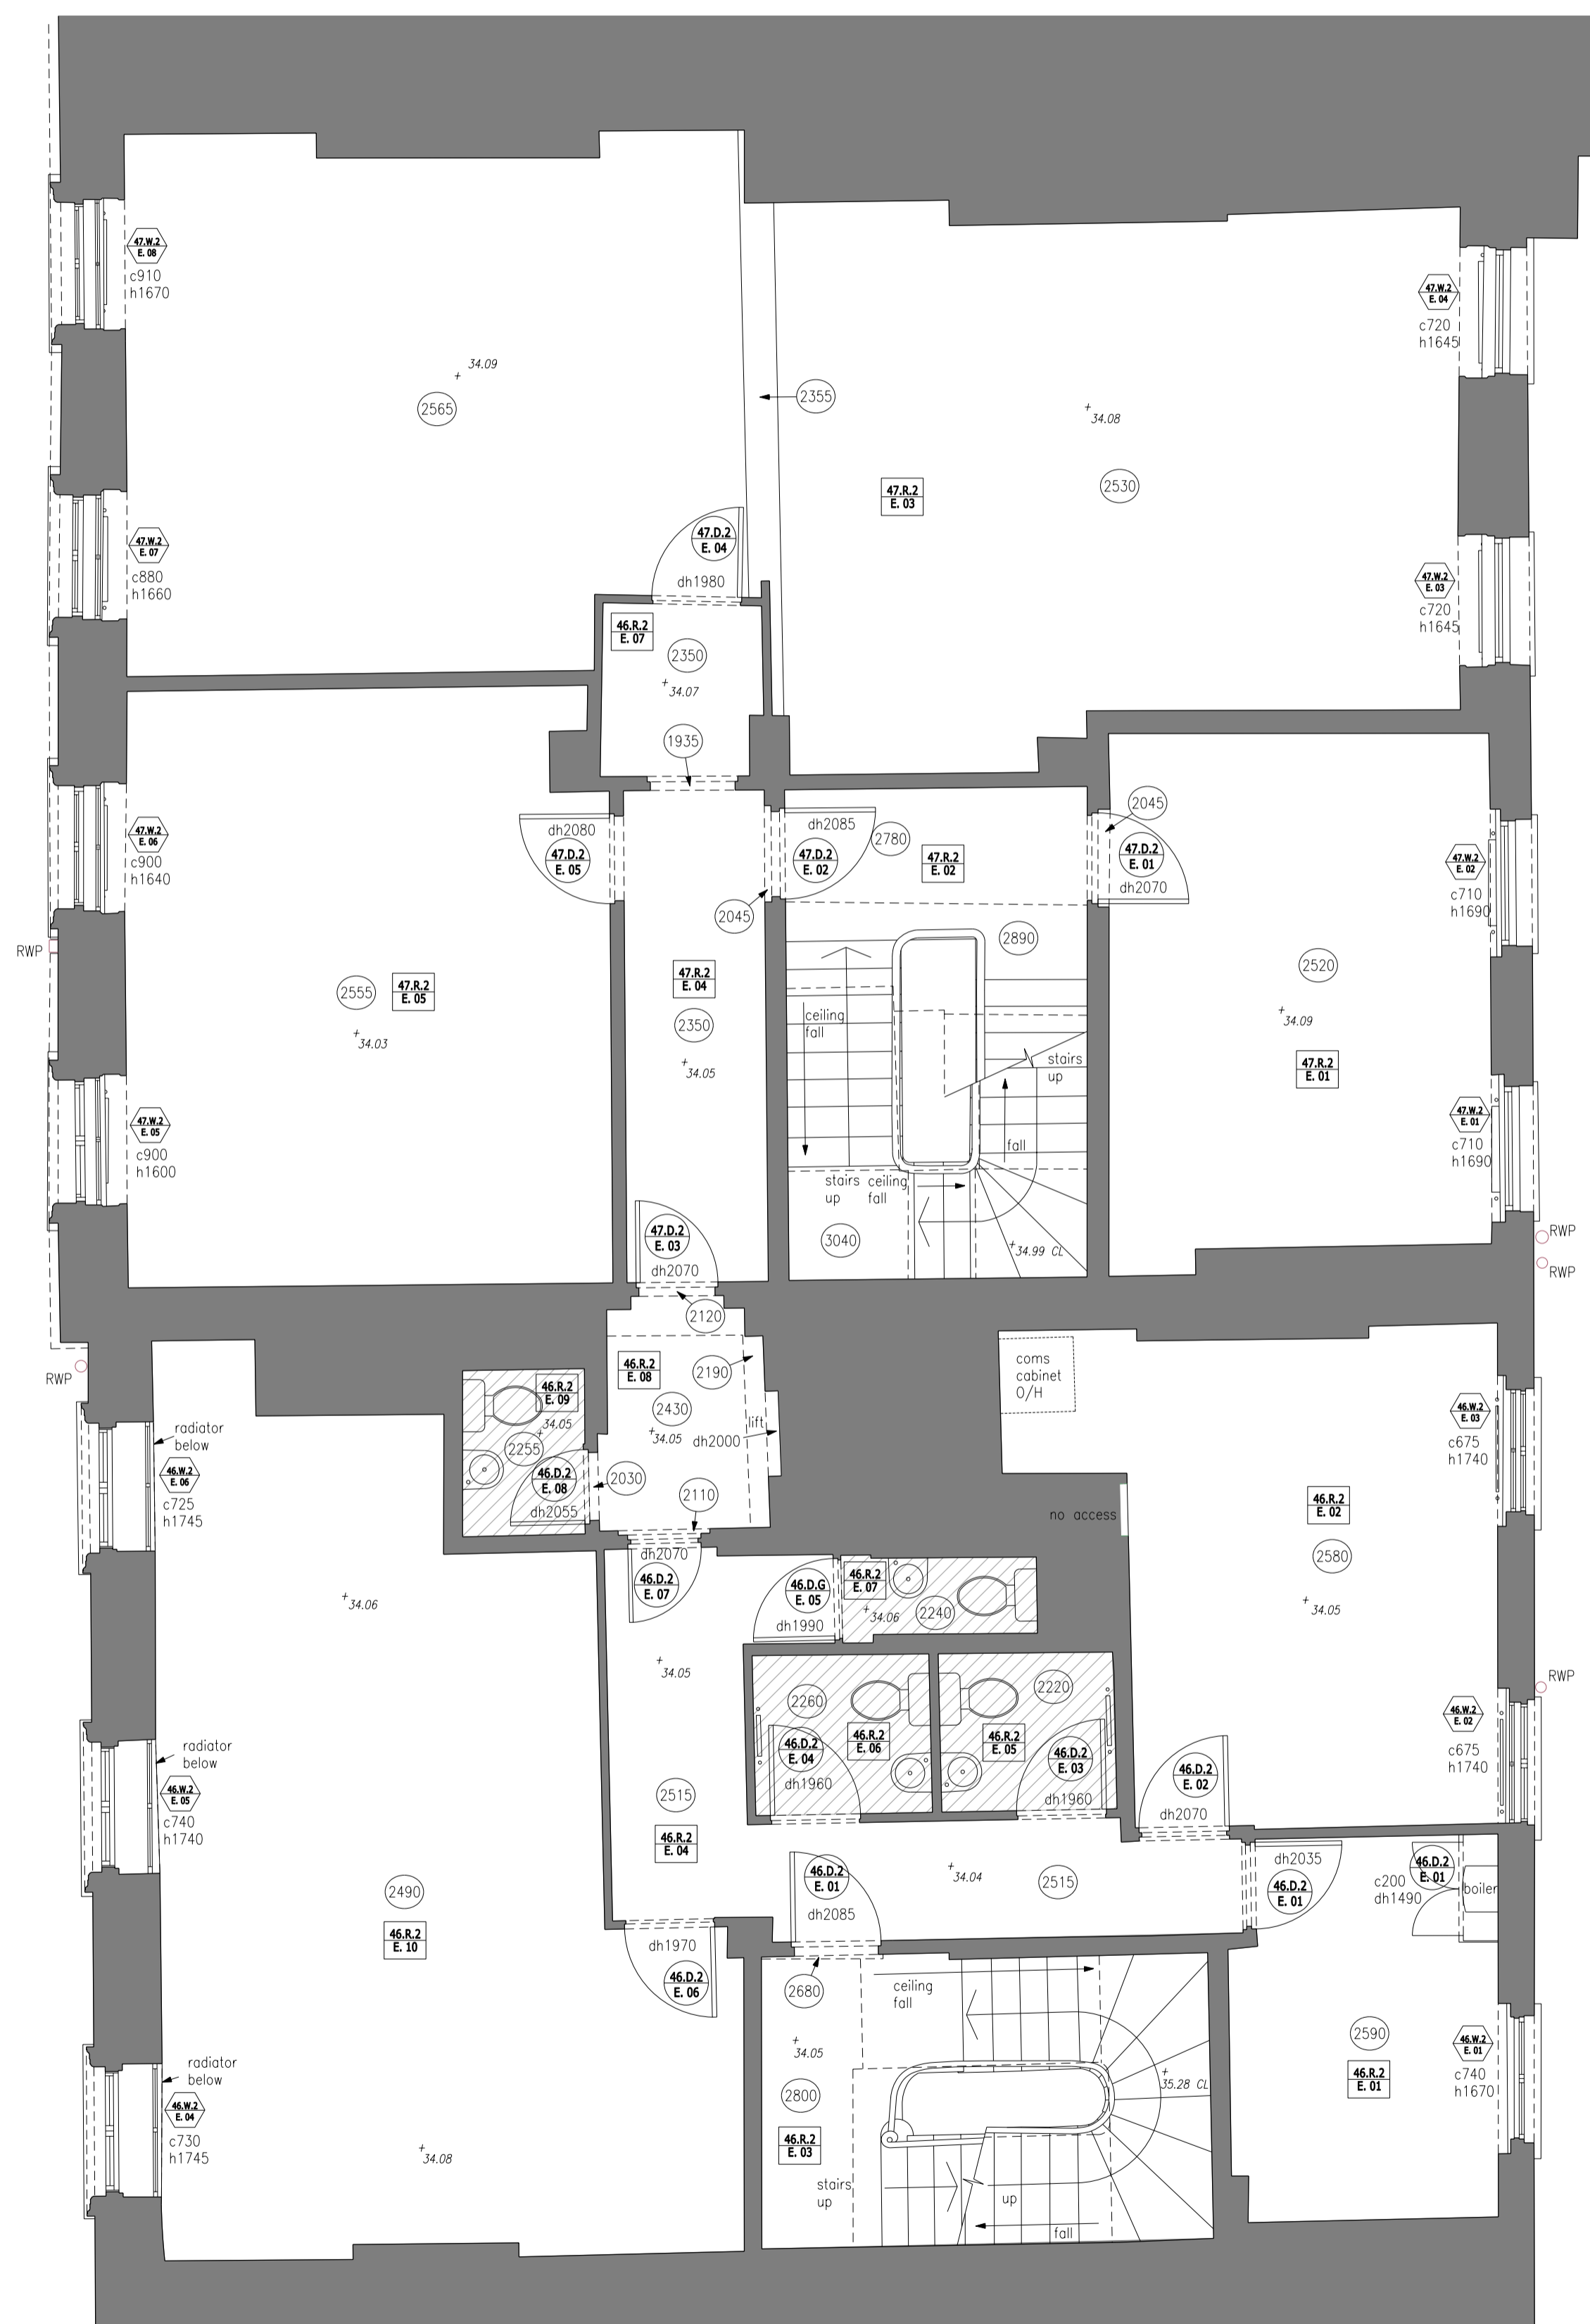 47.W.2
E. 08
c910
h1670
34.09
2565
2355
34.08
2530
47.R.2
E. 03
47.W.2
E. 04
c720
h1645
47.W.2
E. 07
c880
h1660
47.D.2
E. 04
dh1980
47.W.2
E. 03
c720
h1645
46.R.2
E. 07
2350
34.07
1935
47.W.2
E. 06
c900
h1640
dh2080
47.D.2
E. 05
dh2085
47.D.2
E. 02
2780
47.R.2
E. 02
2045
47.D.2
E. 01
dh2070
47.W.2
E. 02
c710
h1690
2045
RWP
2555
47.R.2
E. 05
34.03
47.R.2
E. 04
2350
34.05
2890
ceiling
fall
stairs
up
fall
2520
34.09
47.R.2
E. 01
47.W.2
E. 05
c900
h1600
47.W.2
E. 01
c710
h1690
stairs
up
ceiling
fall
3040
34.99 CL
47.D.2
E. 03
dh2070
2120
RWP
RWP
RWP
46.R.2
E. 09
34.05
2255
46.D.2
E. 08
dh2055
2030
46.R.2
E. 08
2190
2430
34.05
lift
dh2000
2110
coms
cabinet
O/H
no access
46.W.2
E. 03
c675
h1740
radiator
below
46.W.2
E. 06
c725
h1745
46.R.2
E. 02
2580
34.05
34.06
dh2070
46.D.2
E. 07
46.D.G
E. 05
dh1990
46.R.2
E. 07
34.06
2240
34.05
RWP
2260
46.R.2
E. 06
46.D.2
E. 04
dh1960
2220
46.R.2
E. 05
46.D.2
E. 03
dh1960
46.W.2
E. 02
c675
h1740
radiator
below
46.W.2
E. 05
c740
h1740
46.D.2
E. 02
dh2070
2515
46.R.2
E. 04
2490
46.R.2
E. 10
46.D.2
E. 01
dh2085
34.04
2515
dh2035
46.D.2
E. 01
c200
dh1490
46.D.2
E. 01
boiler
dh1970
46.D.2
E. 06
2680
ceiling
fall
34.05
2800
46.R.2
E. 03
35.28 CL
2590
46.R.2
E. 01
46.W.2
E. 01
c740
h1670
radiator
below
46.W.2
E. 04
c730
h1745
34.08
stairs
up
up
fall